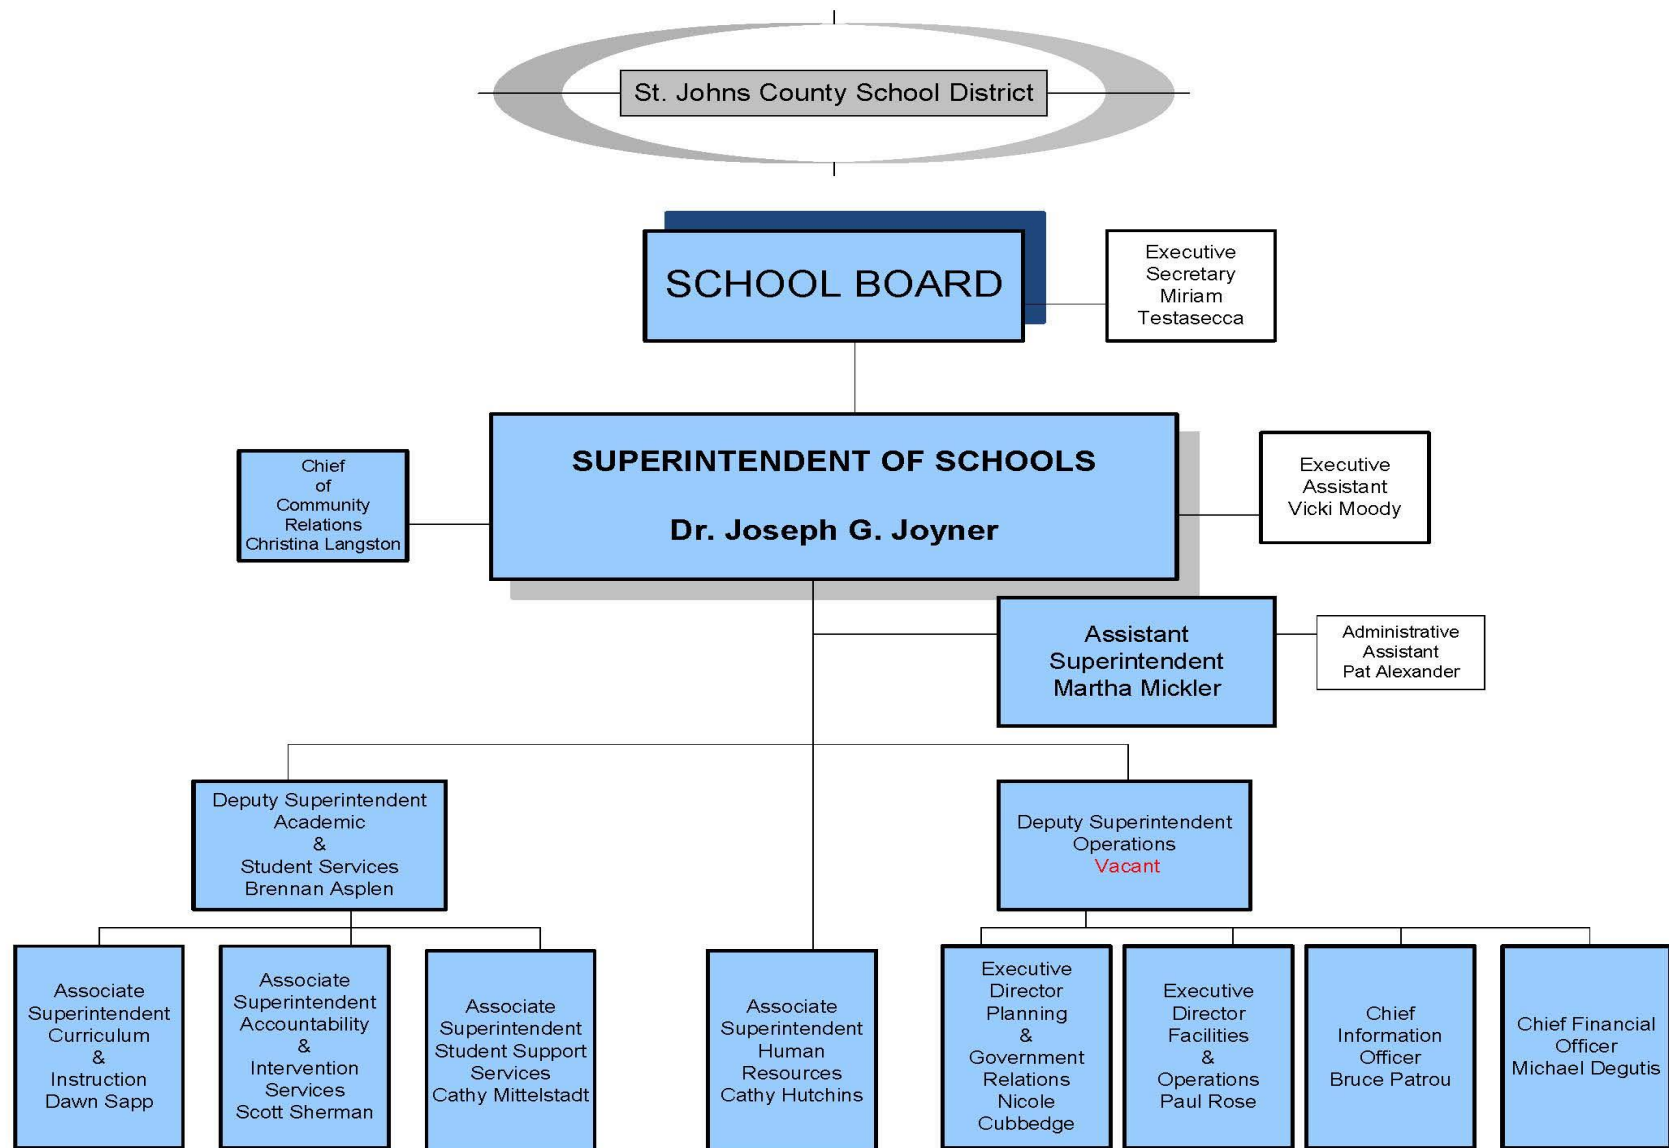 St. Johns County School District
SCHOOL BOARD
Executive
Secretary
Miriam
Testasecca
SUPERINTENDENT OF SCHOOLS
Dr. Joseph G. Joyner
Chief
of
Community
Relations
Christina Langston
Executive
Assistant
Vicki Moody
Assistant
Superintendent
Martha Mickler
Administrative
Assistant
Pat Alexander
Deputy Superintendent
Academic
&
Student Services
Brennan Asplen
Deputy Superintendent
Operations
Vacant
Associate
Superintendent
Curriculum
&
Instruction
Dawn Sapp
Associate
Superintendent
Accountability
&
Intervention
Services
Scott Sherman
Associate
Superintendent
Student Support
Services
Cathy Mittelstadt
Associate
Superintendent
Human
Resources
Cathy Hutchins
Executive
Director
Planning
&
Government
Relations
Nicole
Cubbedge
Executive
Director
Facilities
&
Operations
Paul Rose
Chief
Information
Officer
Bruce Patrou
Chief Financial
Officer
Michael Degutis